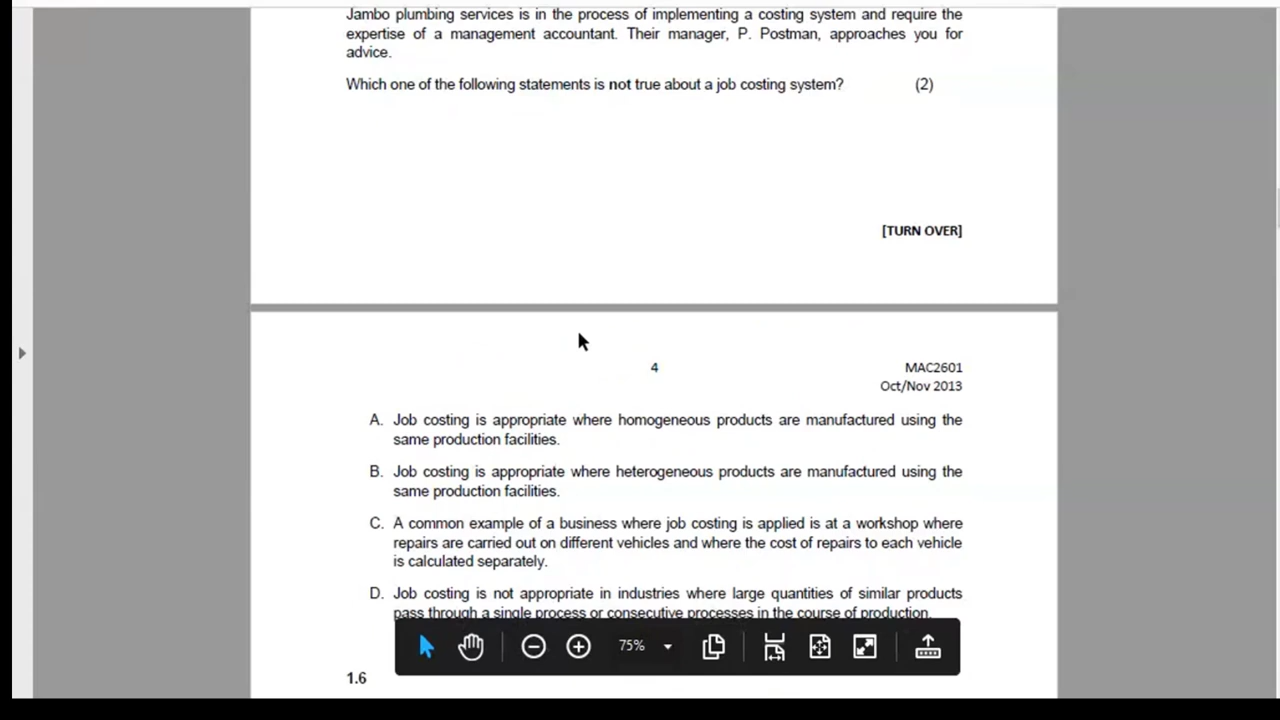 Jambo plumbing services is in the process of implementing a costing system and require the
expertise of a management accountant. Their manager, P. Postman, approaches you for
advice.
Which one of the following statements is not true about a job costing system? (2)
[TURN OVER]
4 MAC2601
Oct/Nov 2013
A. Job costing is appropriate where homogeneous products are manufactured using the
same production facilities.
B. Job costing is appropriate where heterogeneous products are manufactured using the
same production facilities.
C. A common example of a business where job costing is applied is at a workshop where
repairs are carried out on different vehicles and where the cost of repairs to each vehicle
is calculated separately.
D. Job costing is not appropriate in industries where large quantities of similar products
pass through a single process or consecutive processes in the course of production.
75%
1.6